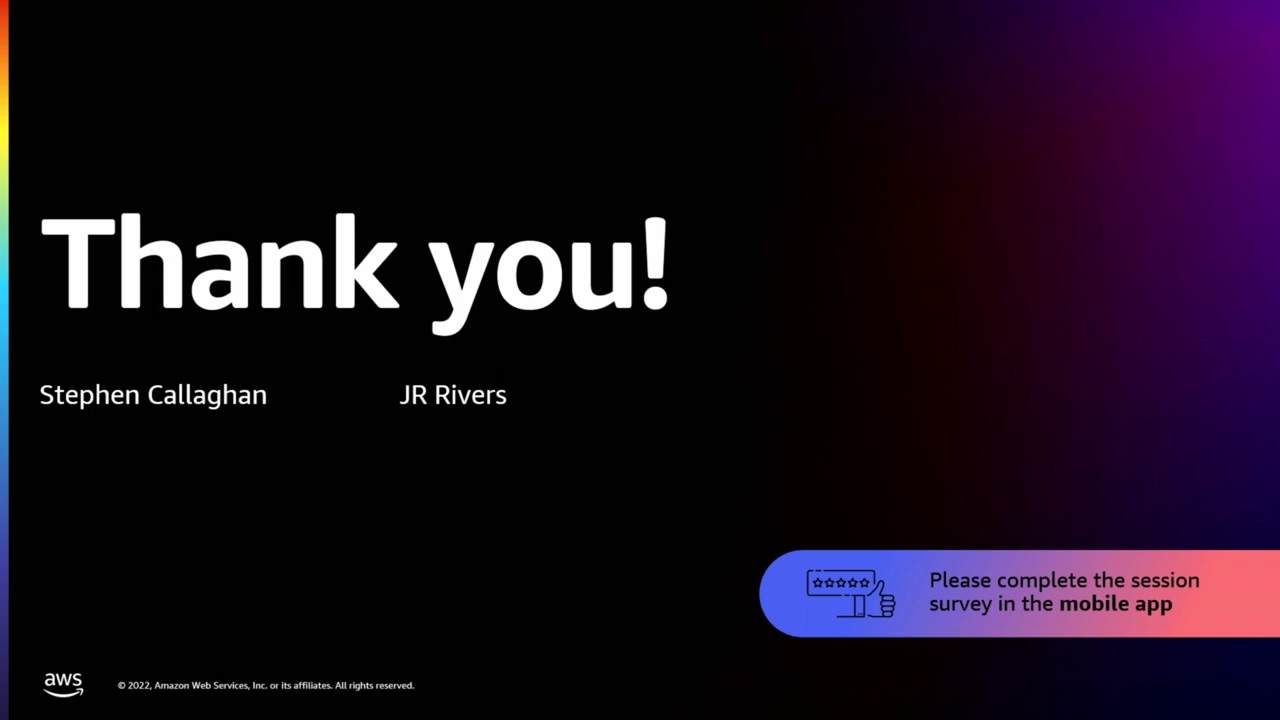 Thank you!
Stephen Callaghan
JR Rivers
Please complete the session
survey in the mobile app
aws
© 2022, Amazon Web Services, Inc. or its affiliates. All rights reserved.